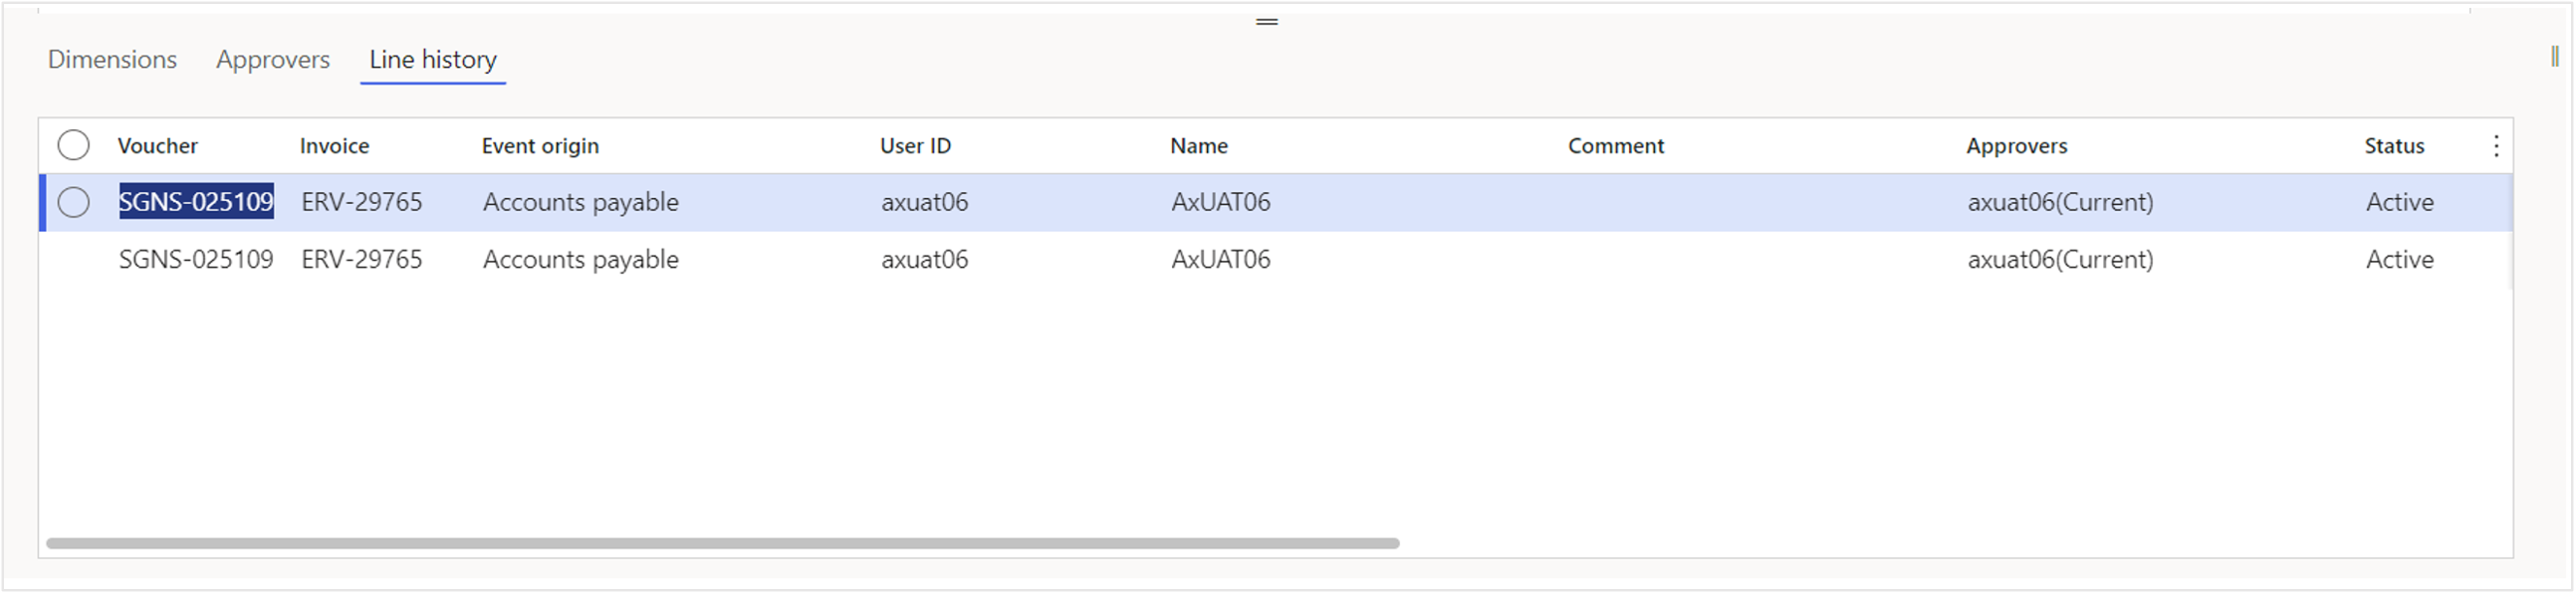 Dimensions Approvers Line history
Voucher Invoice Event origin User ID Name Comment Approvers Status
SGNS-025109 ERV-29765 Accounts payable axuat06 AxUAT06 axuat06(Current) Active
SGNS-025109 ERV-29765 Accounts payable axuat06 AxUAT06 axuat06(Current) Active